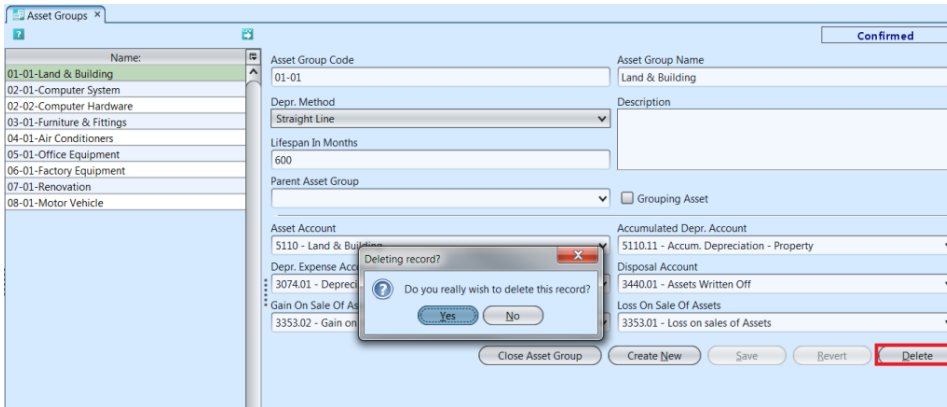 Asset Groups
Confirmed
Name:
01-01-Land & Building
02-01-Computer System
02-02-Computer Hardware
03-01-Furniture & Fittings
04-01-Air Conditioners
05-01-Office Equipment
06-01-Factory Equipment
07-01-Renovation
08-01-Motor Vehicle
Asset Group Code
01-01
Asset Group Name
Land & Building
Depr. Method
Straight Line
Description
Lifespan In Months
600
Parent Asset Group
Grouping Asset
Asset Account
5110 - Land & Building
Accumulated Depr. Account
5110.11 - Accum. Depreciation - Property
Depr. Expense
3074.01
Disposal Account
3440.01 - Assets Written Off
Gain On Sale Of
3353.02 - Gain on
Loss On Sale Of Assets
3353.01 - Loss on sales of Assets
Deleting record?
Do you really wish to delete this record?
Yes
No
Close Asset Group
Create New
Save
Revert
Delete